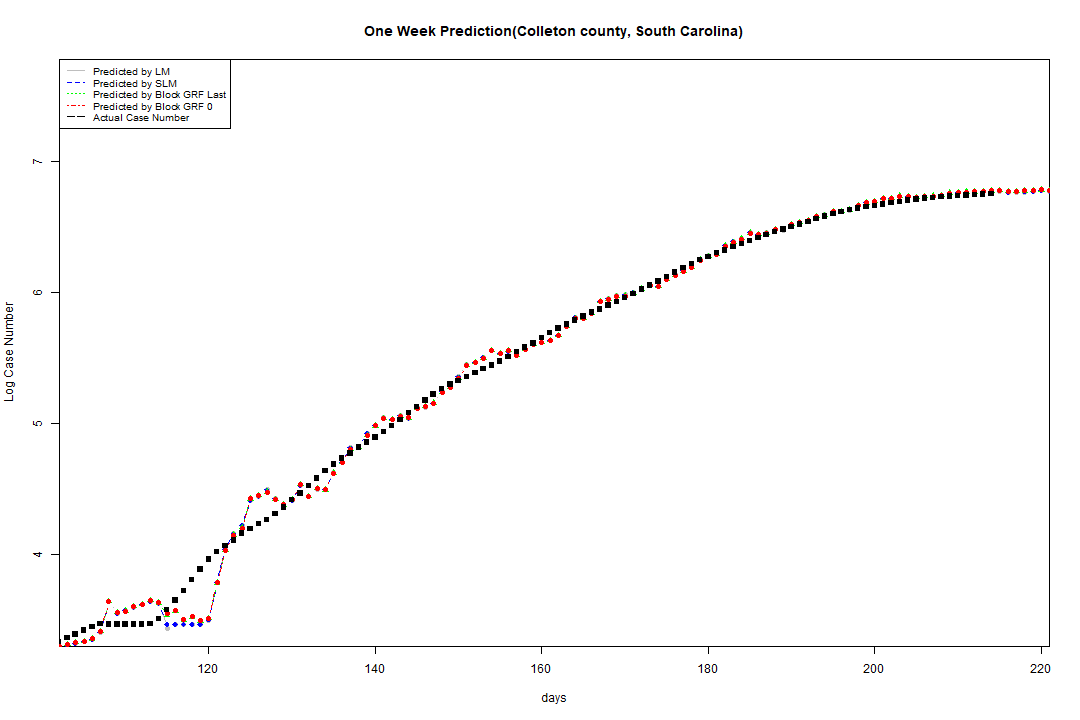 One Week Prediction(Colleton county, South Carolina)
Predicted by LM
Predicted by SLM
Predicted by Block GRF Last
Predicted by Block GRF 0
Actual Case Number
7
6
5
4
Log Case Number
120 140 160 180 200 220
days